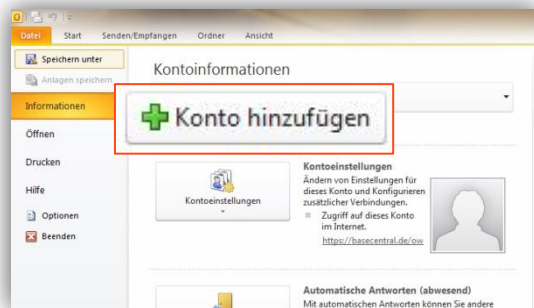 Datei Start Senden/Empfangen Ordner Ansicht
Speichern unter
Anlagen speichern
Informationen
Öffnen
Drucken
Hilfe
Optionen
Beenden
Kontoinformationen
Konto hinzufügen
Kontoeinstellungen
Kontoeinstellungen
Ändern von Einstellungen für
dieses Konto und Konfigurieren
zusätzlicher Verbindungen.
Zugriff auf dieses Konto
im Internet.
https://basecentral.de/ow
Automatische Antworten (abwesend)
Mit automatischen Antworten können Sie andere